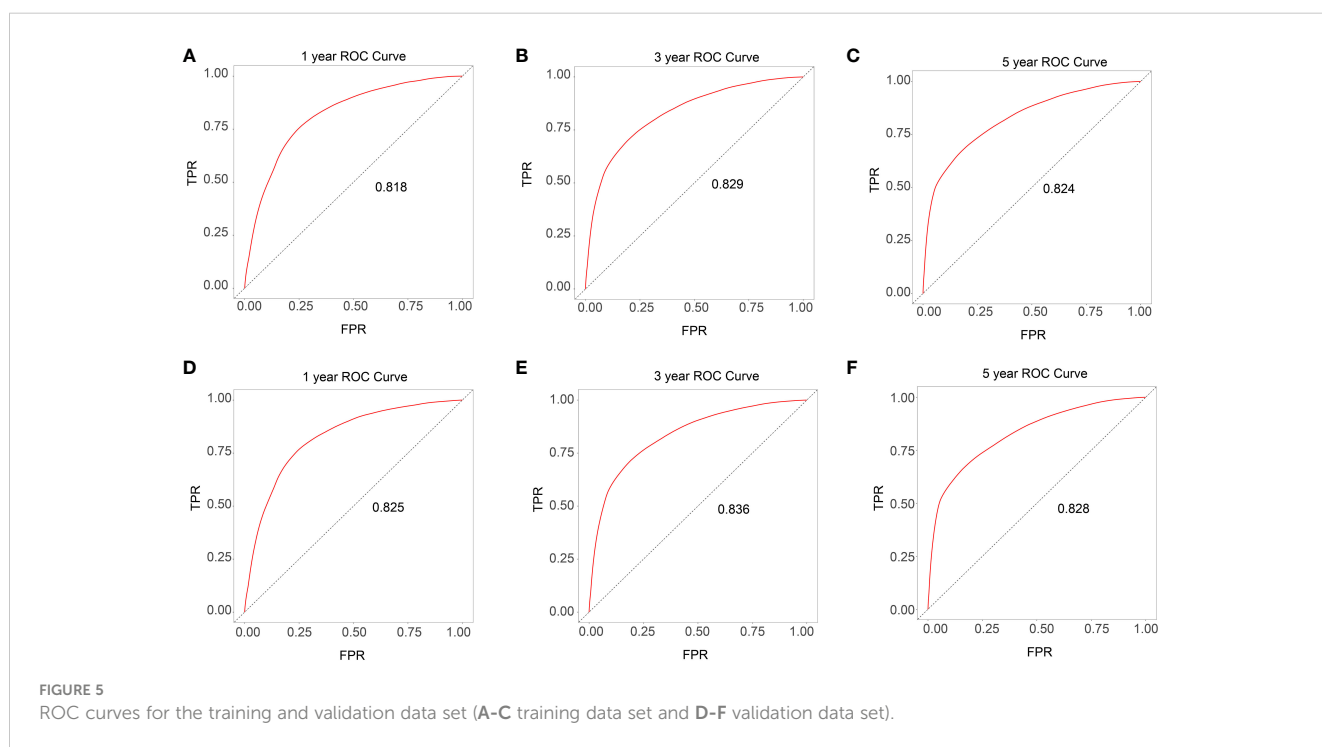 A
1 year ROC Curve
1.00
0.75
0.50
0.25
0.00
TPR
0.818
0.00 0.25 0.50 0.75 1.00
FPR
B
3 year ROC Curve
1.00
0.75
0.50
0.25
0.00
TPR
0.829
0.00 0.25 0.50 0.75 1.00
FPR
C
5 year ROC Curve
1.00
0.75
0.50
0.25
0.00
TPR
0.824
0.00 0.25 0.50 0.75 1.00
FPR
D
1 year ROC Curve
1.00
0.75
0.50
0.25
0.00
TPR
0.825
0.00 0.25 0.50 0.75 1.00
FPR
E
3 year ROC Curve
1.00
0.75
0.50
0.25
0.00
TPR
0.836
0.00 0.25 0.50 0.75 1.00
FPR
F
5 year ROC Curve
1.00
0.75
0.50
0.25
0.00
TPR
0.828
0.00 0.25 0.50 0.75 1.00
FPR
FIGURE 5
ROC curves for the training and validation data set (A-C training data set and D-F validation data set).